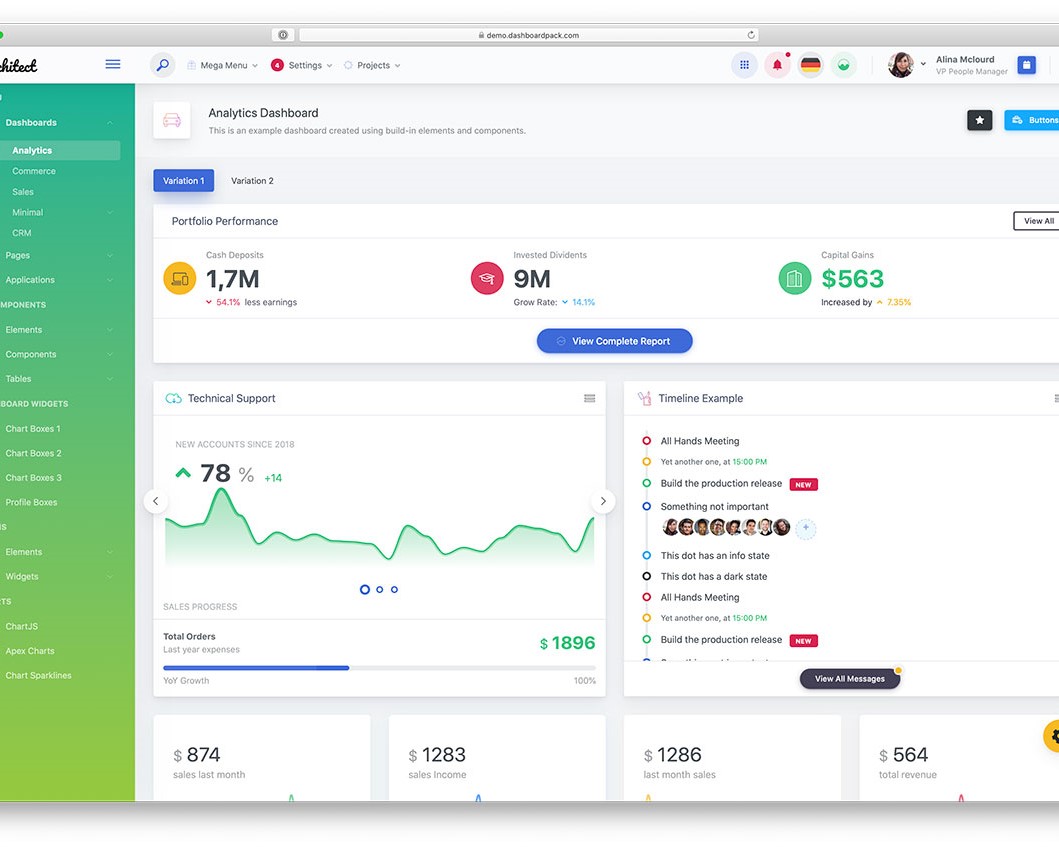 demo.dashboardpack.com
Mega Menu
4
Settings
Projects
Alina Mclourd
VP People Manager
Dashboards
Analytics
Commerce
Sales
Minimal
CRM
Pages
Applications
MPONENTS
Elements
Components
Tables
BOARD WIDGETS
Chart Boxes 1
Chart Boxes 2
Chart Boxes 3
Profile Boxes
Elements
Widgets
TS
ChartJS
Apex Charts
Chart Sparklines
Analytics Dashboard
This is an example dashboard created using build-in elements and components.
Buttons
Variation 1
Variation 2
Portfolio Performance
View All
Cash Deposits
1,7M
54.1% less earnings
Invested Dividents
9M
Grow Rate: 14.1%
Capital Gains
$563
Increased by 7.35%
View Complete Report
Technical Support
NEW ACCOUNTS SINCE 2018
78 % +14
SALES PROGRESS
Total Orders
Last year expenses
$ 1896
YoY Growth
100%
Timeline Example
All Hands Meeting
Yet another one, at 15:00 PM
Build the production release NEW
Something not important
+
This dot has an info state
This dot has a dark state
All Hands Meeting
Yet another one, at 15:00 PM
Build the production release NEW
View All Messages
$ 874
sales last month
$ 1283
sales Income
$ 1286
last month sales
$ 564
total revenue